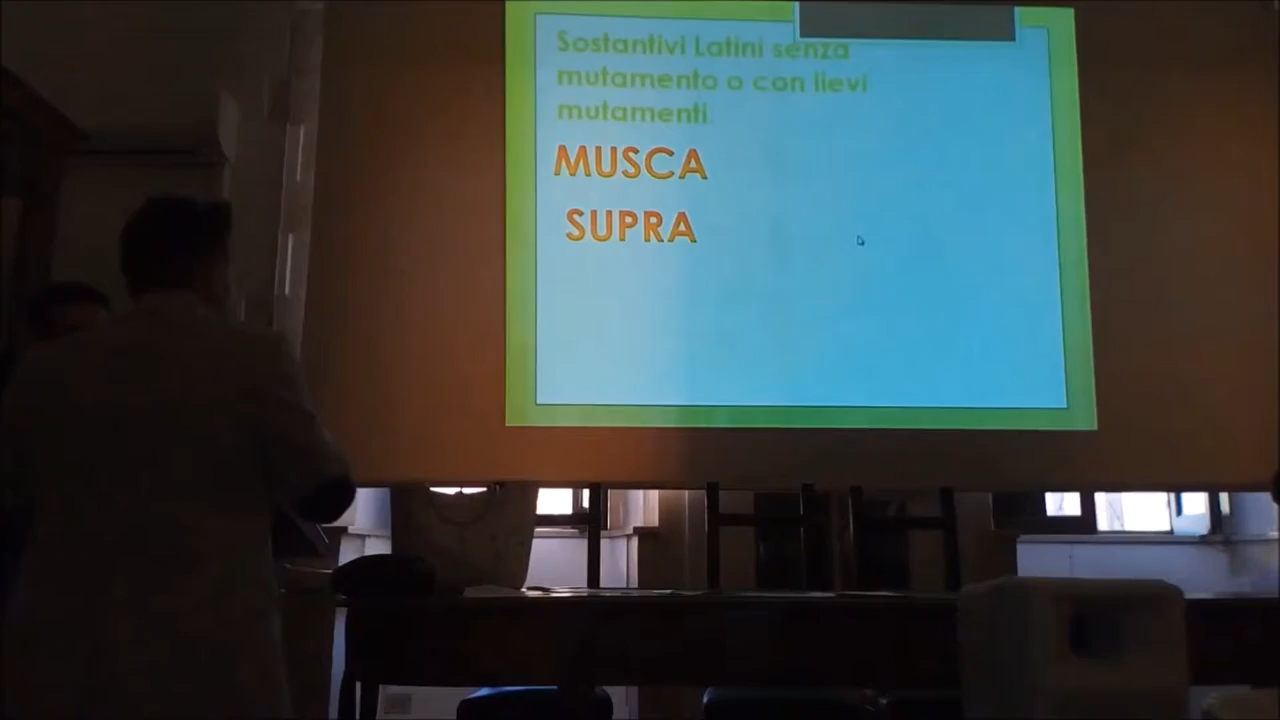 Sostantivi Latini senza
mutamento o con lievi
mutamenti
MUSCA
SUPRA